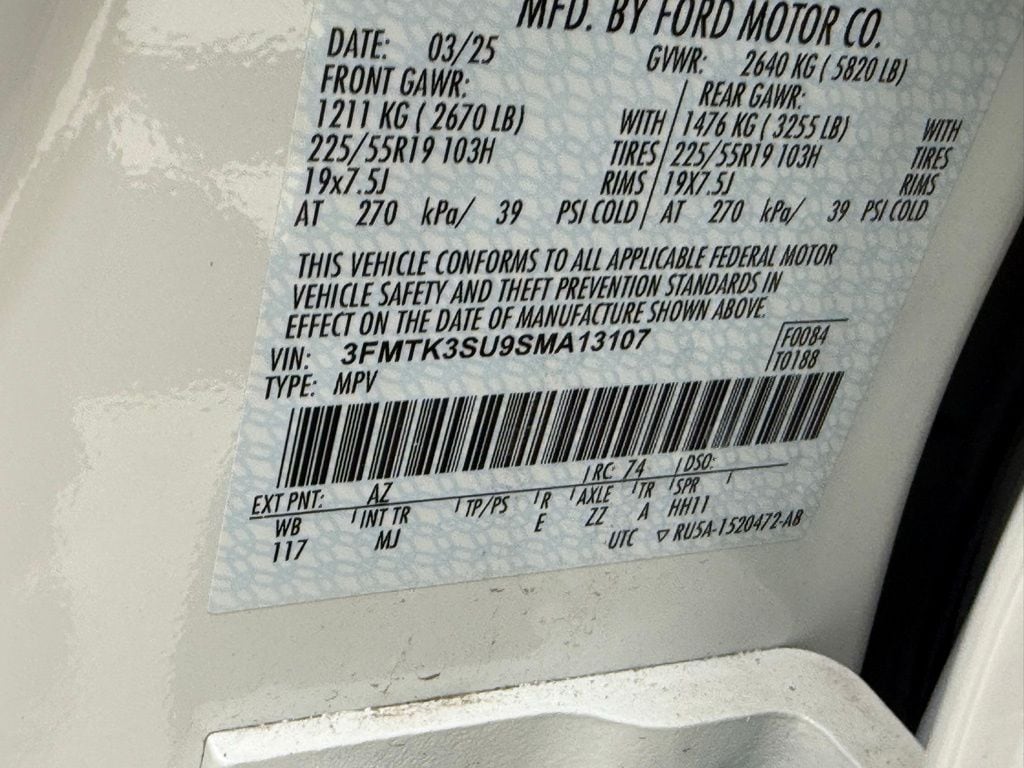 MFD. BY FORD MOTOR CO.
DATE: 03/25 GVWR: 2640 KG ( 5820 LB)
FRONT GAWR: REAR GAWR:
1211 KG ( 2670 LB) WITH 1476 KG ( 3255 LB) WITH
225/55R19 103H TIRES 225/55R19 103H TIRES
19x7.5J RIMS 19X7.5J RIMS
AT 270 kPa/ 39 PSI COLD AT 270 kPa/ 39 PSI COLD
THIS VEHICLE CONFORMS TO ALL APPLICABLE FEDERAL MOTOR
VEHICLE SAFETY AND THEFT PREVENTION STANDARDS IN
EFFECT ON THE DATE OF MANUFACTURE SHOWN ABOVE.
VIN: 3FMTK3SU9SMA13107 F0084
TYPE: MPV T0188
EXT PNT: AZ RC: 74 DSO:
WB INT TR TP/PS R AXLE TR SPR
117 MJ E ZZ A HH11
UTC ▽ RU5A-1520472-AB